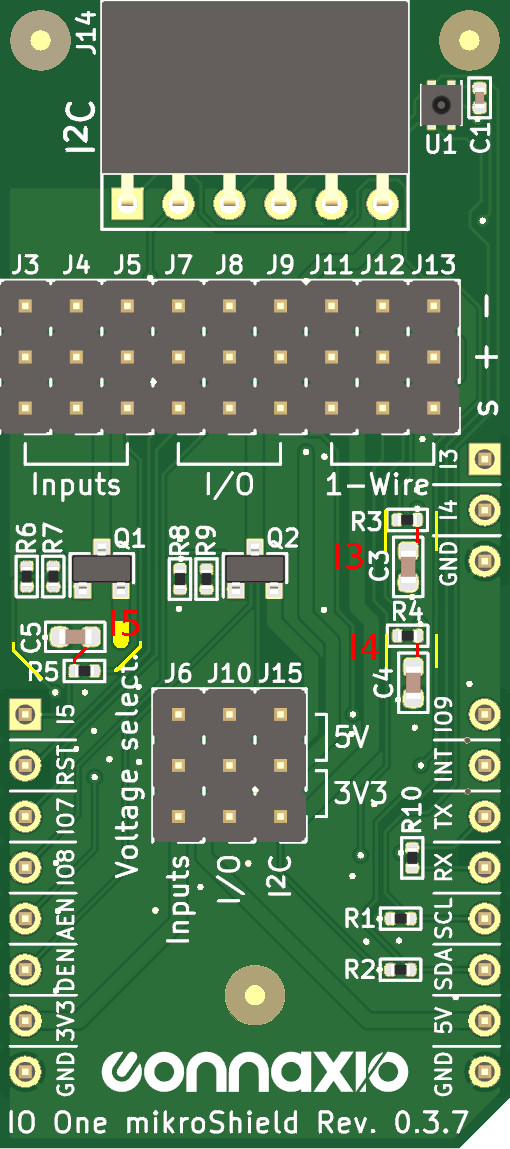 J14
I2C
U1
C1
J3 J4 J5 J7 J8 J9 J11 J12 J13
-
+
s
Inputs I/O 1-Wire
I3
I4
GND
R6 R7 Q1 R8 R9 Q2
R3
I3 C3
R4
I4 C4
C5 I5
R5
J6 J10 J15
Voltage select.
5V
3V3
Inputs I/O I2C
I5
RST
IO7
IO8
AEN
DEN
3V3
GND
IO9
INT
TX
RX
SCL
SDA
5V
GND
R10
R1
R2
connaxio
IO One mikroShield Rev. 0.3.7